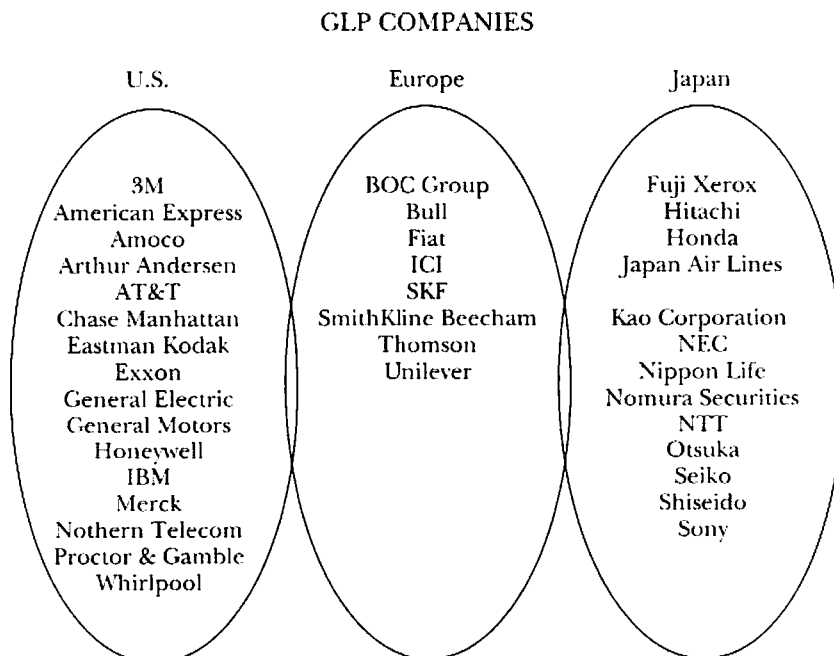 GLP COMPANIES
U.S.
3M
American Express
Amoco
Arthur Andersen
AT&T
Chase Manhattan
Eastman Kodak
Exxon
General Electric
General Motors
Honeywell
IBM
Merck
Nothern Telecom
Proctor & Gamble
Whirlpool
Europe
BOC Group
Bull
Fiat
ICI
SKF
SmithKline Beecham
Thomson
Unilever
Japan
Fuji Xerox
Hitachi
Honda
Japan Air Lines
Kao Corporation
NEC
Nippon Life
Nomura Securities
NTT
Otsuka
Seiko
Shiseido
Sony